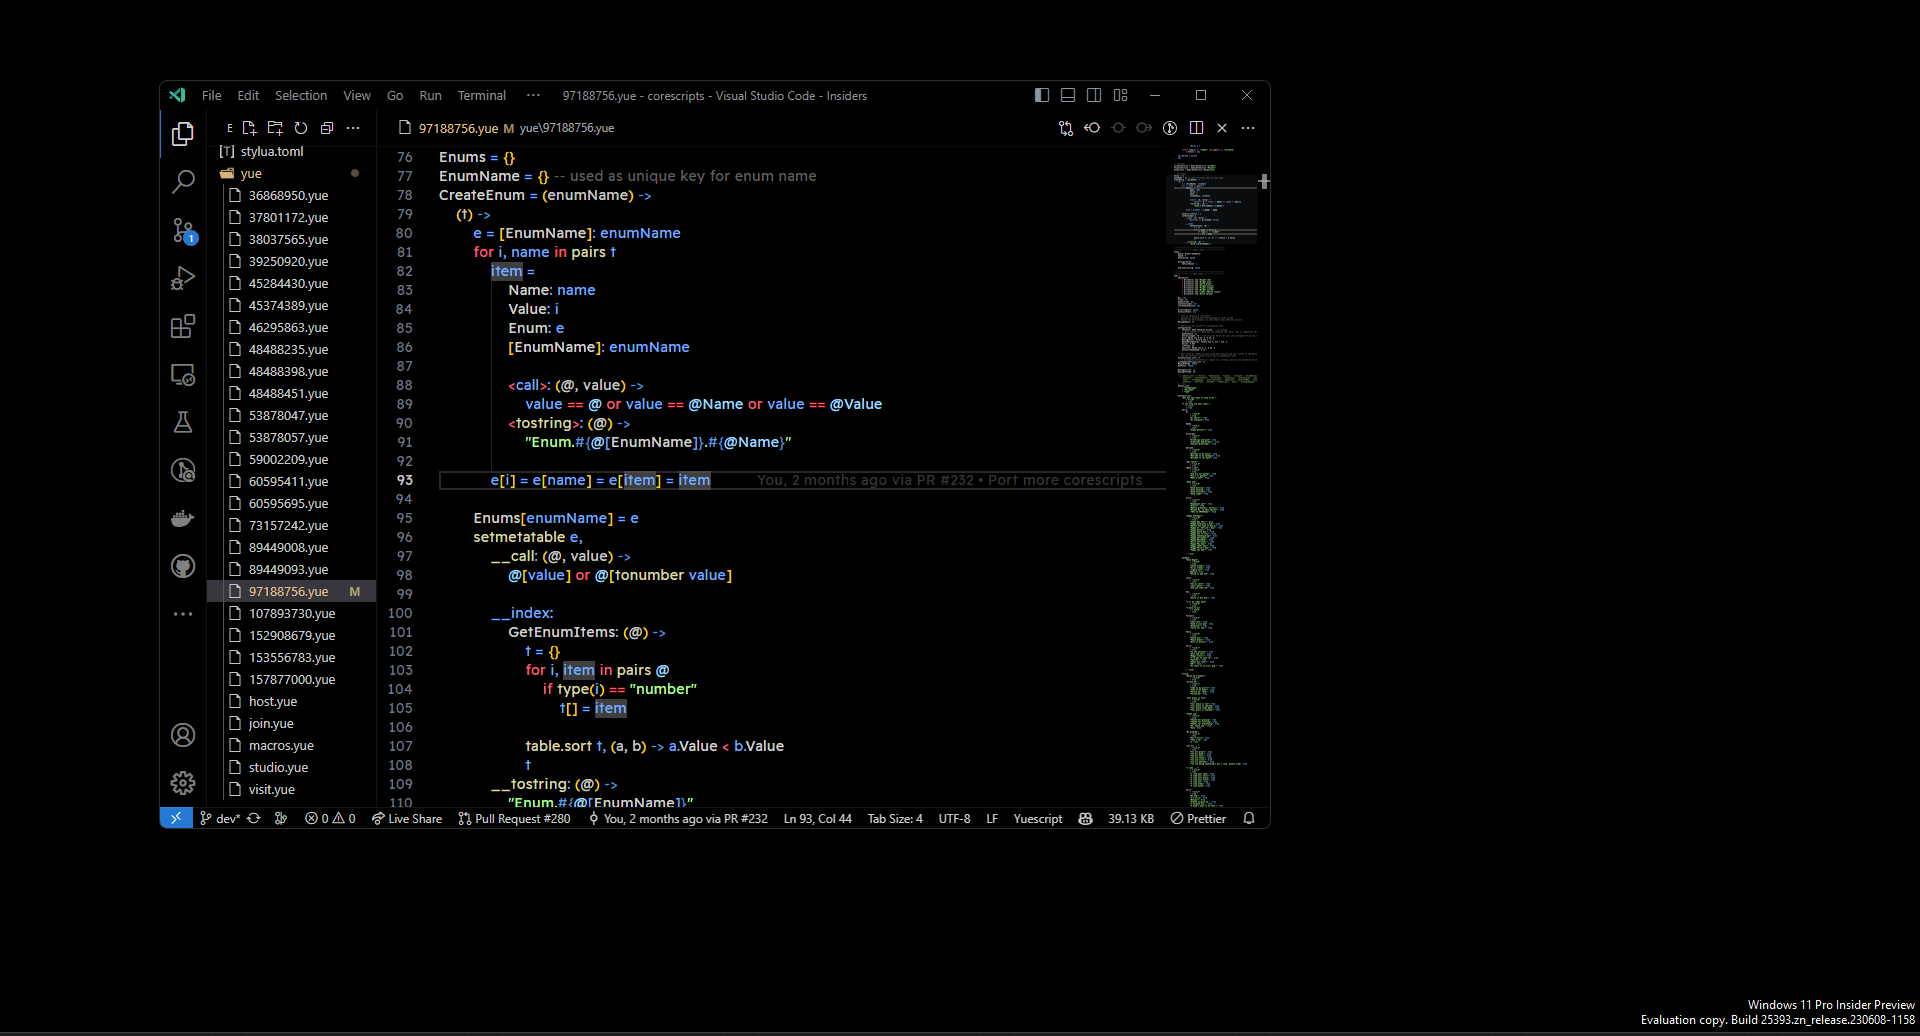 File Edit Selection View Go Run Terminal ··· 97188756.yue - corescripts - Visual Studio Code - Insiders
E ···
97188756.yue M yue\97188756.yue
[T] stylua.toml
yue
36868950.yue
37801172.yue
38037565.yue
39250920.yue
45284430.yue
45374389.yue
46295863.yue
48488235.yue
48488398.yue
48488451.yue
53878047.yue
53878057.yue
59002209.yue
60595411.yue
60595695.yue
73157242.yue
89449008.yue
89449093.yue
97188756.yue M
107893730.yue
152908679.yue
153556783.yue
157877000.yue
host.yue
join.yue
macros.yue
studio.yue
visit.yue
1
76 Enums = {}
77 EnumName = {} -- used as unique key for enum name
78 CreateEnum = (enumName) ->
79 (t) ->
80 e = [EnumName]: enumName
81 for i, name in pairs t
82 item =
83 Name: name
84 Value: i
85 Enum: e
86 [EnumName]: enumName
87
88 <call>: (@, value) ->
89 value == @ or value == @Name or value == @Value
90 <tostring>: (@) ->
91 "Enum.#{@[EnumName]}.#{@Name}"
92
93 e[i] = e[name] = e[item] = item You, 2 months ago via PR #232 • Port more corescripts
94
95 Enums[enumName] = e
96 setmetatable e,
97 __call: (@, value) ->
98 @[value] or @[tonumber value]
99
100 __index:
101 GetEnumItems: (@) ->
102 t = {}
103 for i, item in pairs @
104 if type(i) == "number"
105 t[] = item
106
107 table.sort t, (a, b) -> a.Value < b.Value
108 t
109 __tostring: (@) ->
110 "Enum.#{@[EnumName]}"
dev* 0 0 Live Share Pull Request #280 You, 2 months ago via PR #232 Ln 93, Col 44 Tab Size: 4 UTF-8 LF Yuescript 39.13 KB Prettier
Windows 11 Pro Insider Preview
Evaluation copy. Build 25393.zn_release.230608-1158